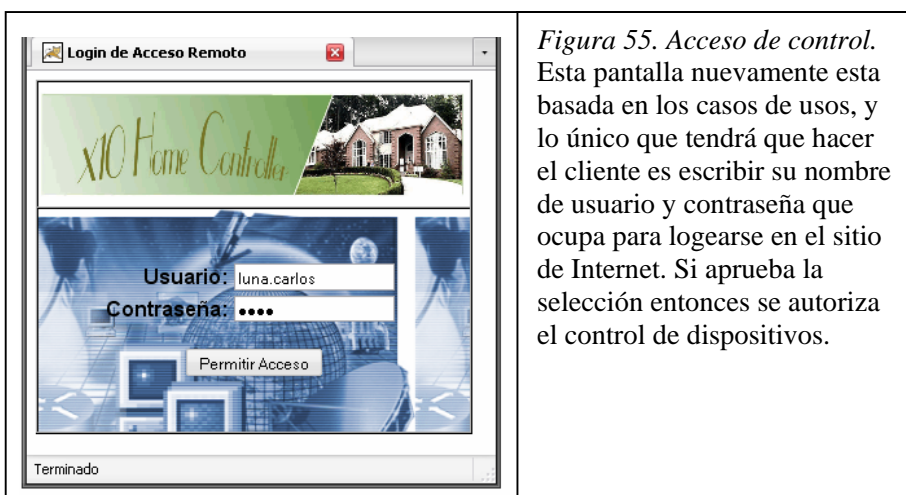 Login de Acceso Remoto
x10 Home Controller
Usuario: luna.carlos
Contraseña: ••••
Permitir Acceso
Terminado
Figura 55. Acceso de control.
Esta pantalla nuevamente esta
basada en los casos de usos, y
lo único que tendrá que hacer
el cliente es escribir su nombre
de usuario y contraseña que
ocupa para logearse en el sitio
de Internet. Si aprueba la
selección entonces se autoriza
el control de dispositivos.